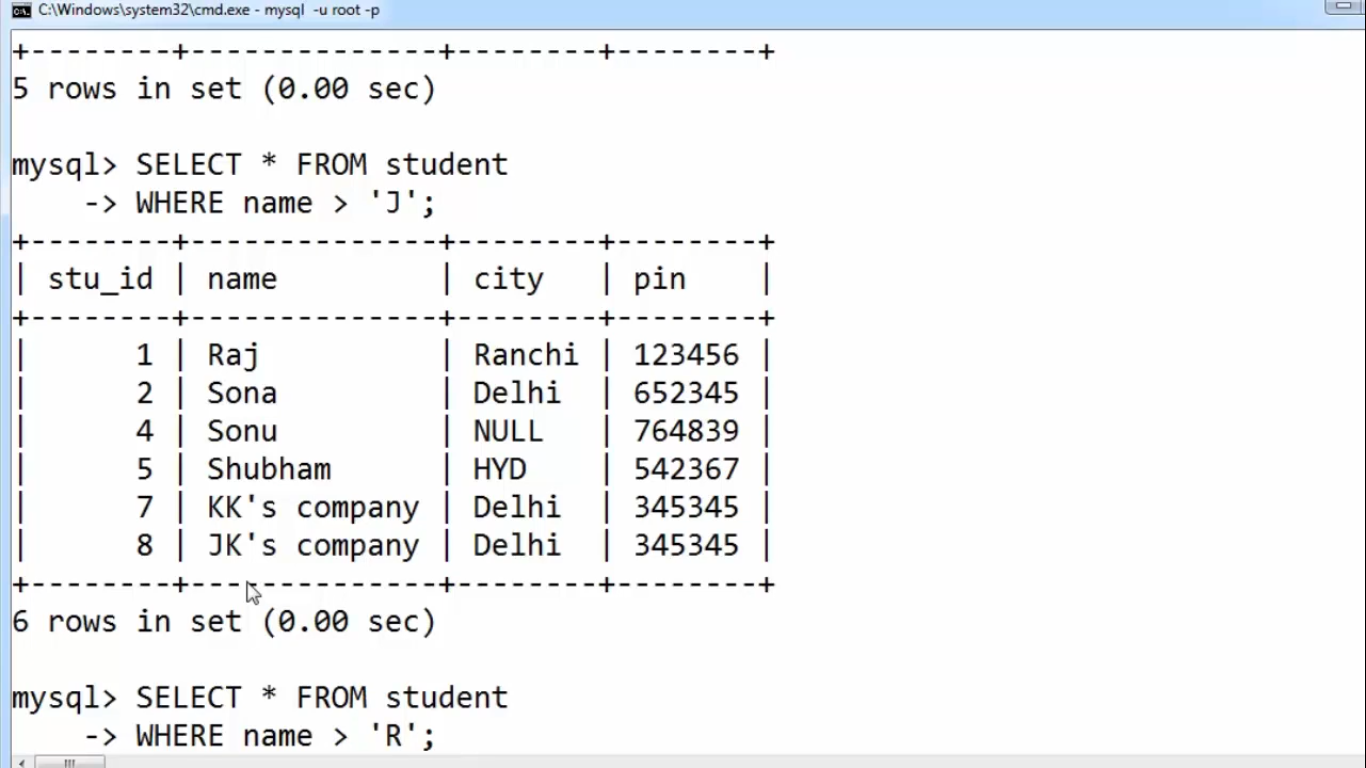 C:\Windows\system32\cmd.exe - mysql  -u root -p
+--------+--------------+--------+--------+
5 rows in set (0.00 sec)

mysql> SELECT * FROM student
    -> WHERE name > 'J';
+--------+--------------+--------+--------+
| stu_id | name         | city   | pin    |
+--------+--------------+--------+--------+
|      1 | Raj          | Ranchi | 123456 |
|      2 | Sona         | Delhi  | 652345 |
|      4 | Sonu         | NULL   | 764839 |
|      5 | Shubham      | HYD    | 542367 |
|      7 | KK's company | Delhi  | 345345 |
|      8 | JK's company | Delhi  | 345345 |
+--------+--------------+--------+--------+
6 rows in set (0.00 sec)

mysql> SELECT * FROM student
    -> WHERE name > 'R';